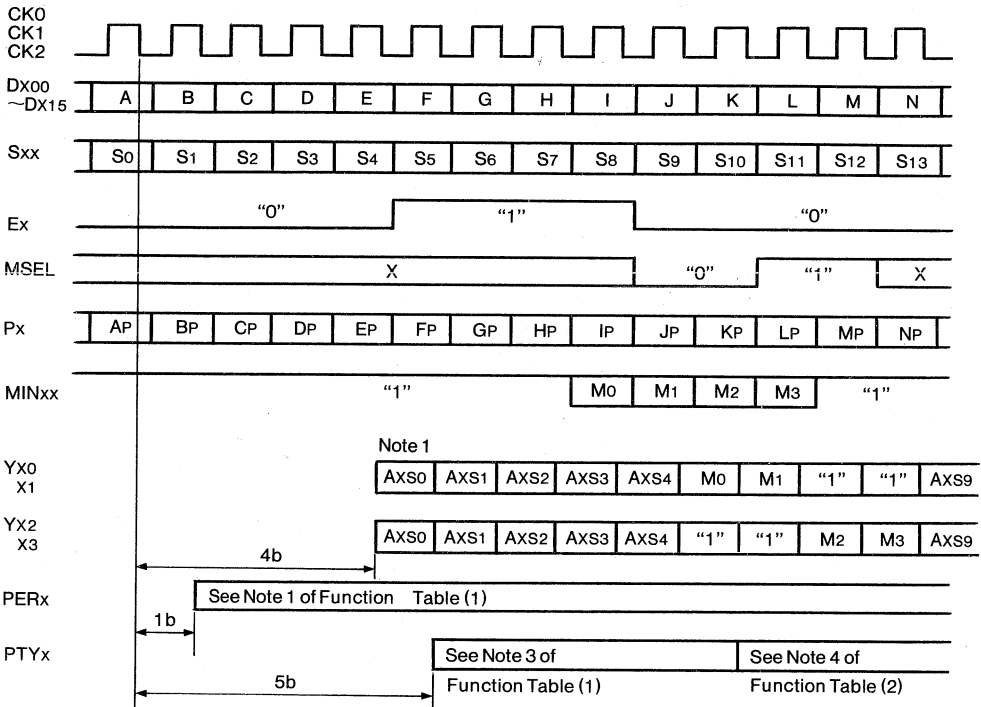 CK0
CK1
CK2
DX00
~DX15 A B C D E F G H I J K L M N
Sxx S0 S1 S2 S3 S4 S5 S6 S7 S8 S9 S10 S11 S12 S13
Ex "0" "1" "0"
MSEL X "0" "1" X
Px AP BP CP DP EP FP GP HP IP JP KP LP MP NP
MINxx "1" M0 M1 M2 M3 "1"
Note 1
YX0
X1 AXS0 AXS1 AXS2 AXS3 AXS4 M0 M1 "1" "1" AXS9
YX2
X3 AXS0 AXS1 AXS2 AXS3 AXS4 "1" "1" M2 M3 AXS9
4b
PERx See Note 1 of Function Table (1)
1b
PTYx See Note 3 of See Note 4 of
5b Function Table (1) Function Table (2)